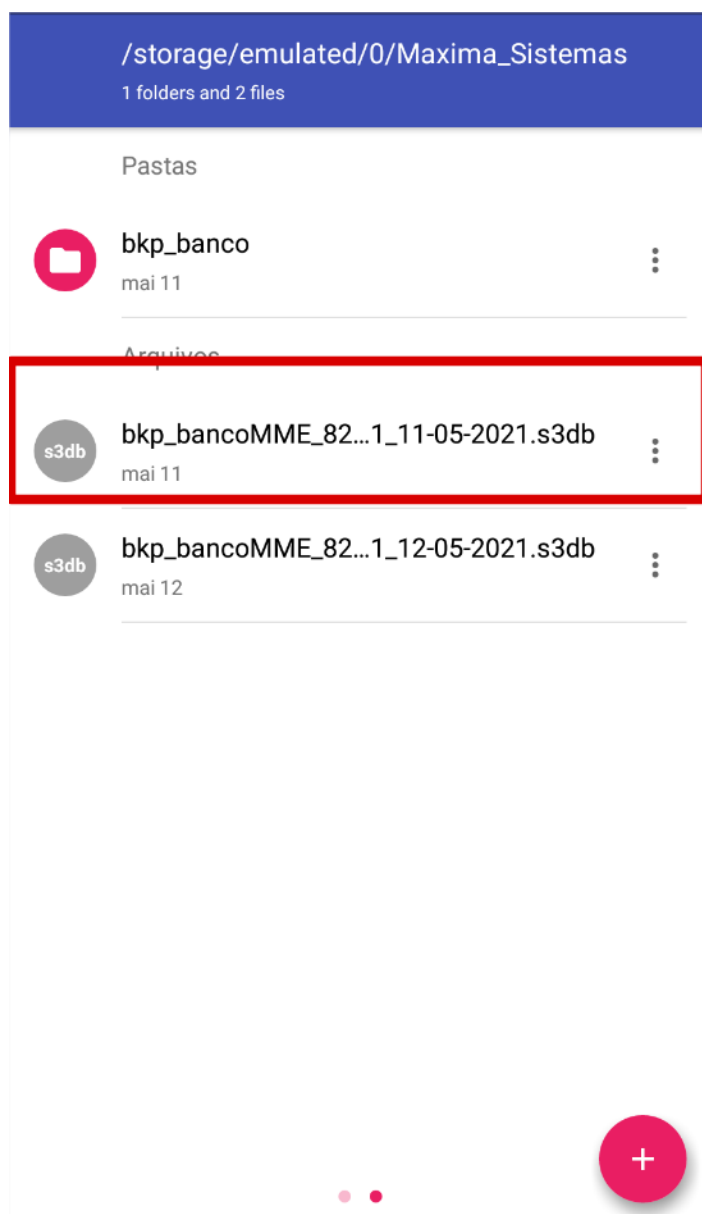 /storage/emulated/0/Maxima_Sistemas
1 folders and 2 files
Pastas
bkp_banco
mai 11
Arquivos
s3db
bkp_bancoMME_82...1_11-05-2021.s3db
mai 11
s3db
bkp_bancoMME_82...1_12-05-2021.s3db
mai 12
+